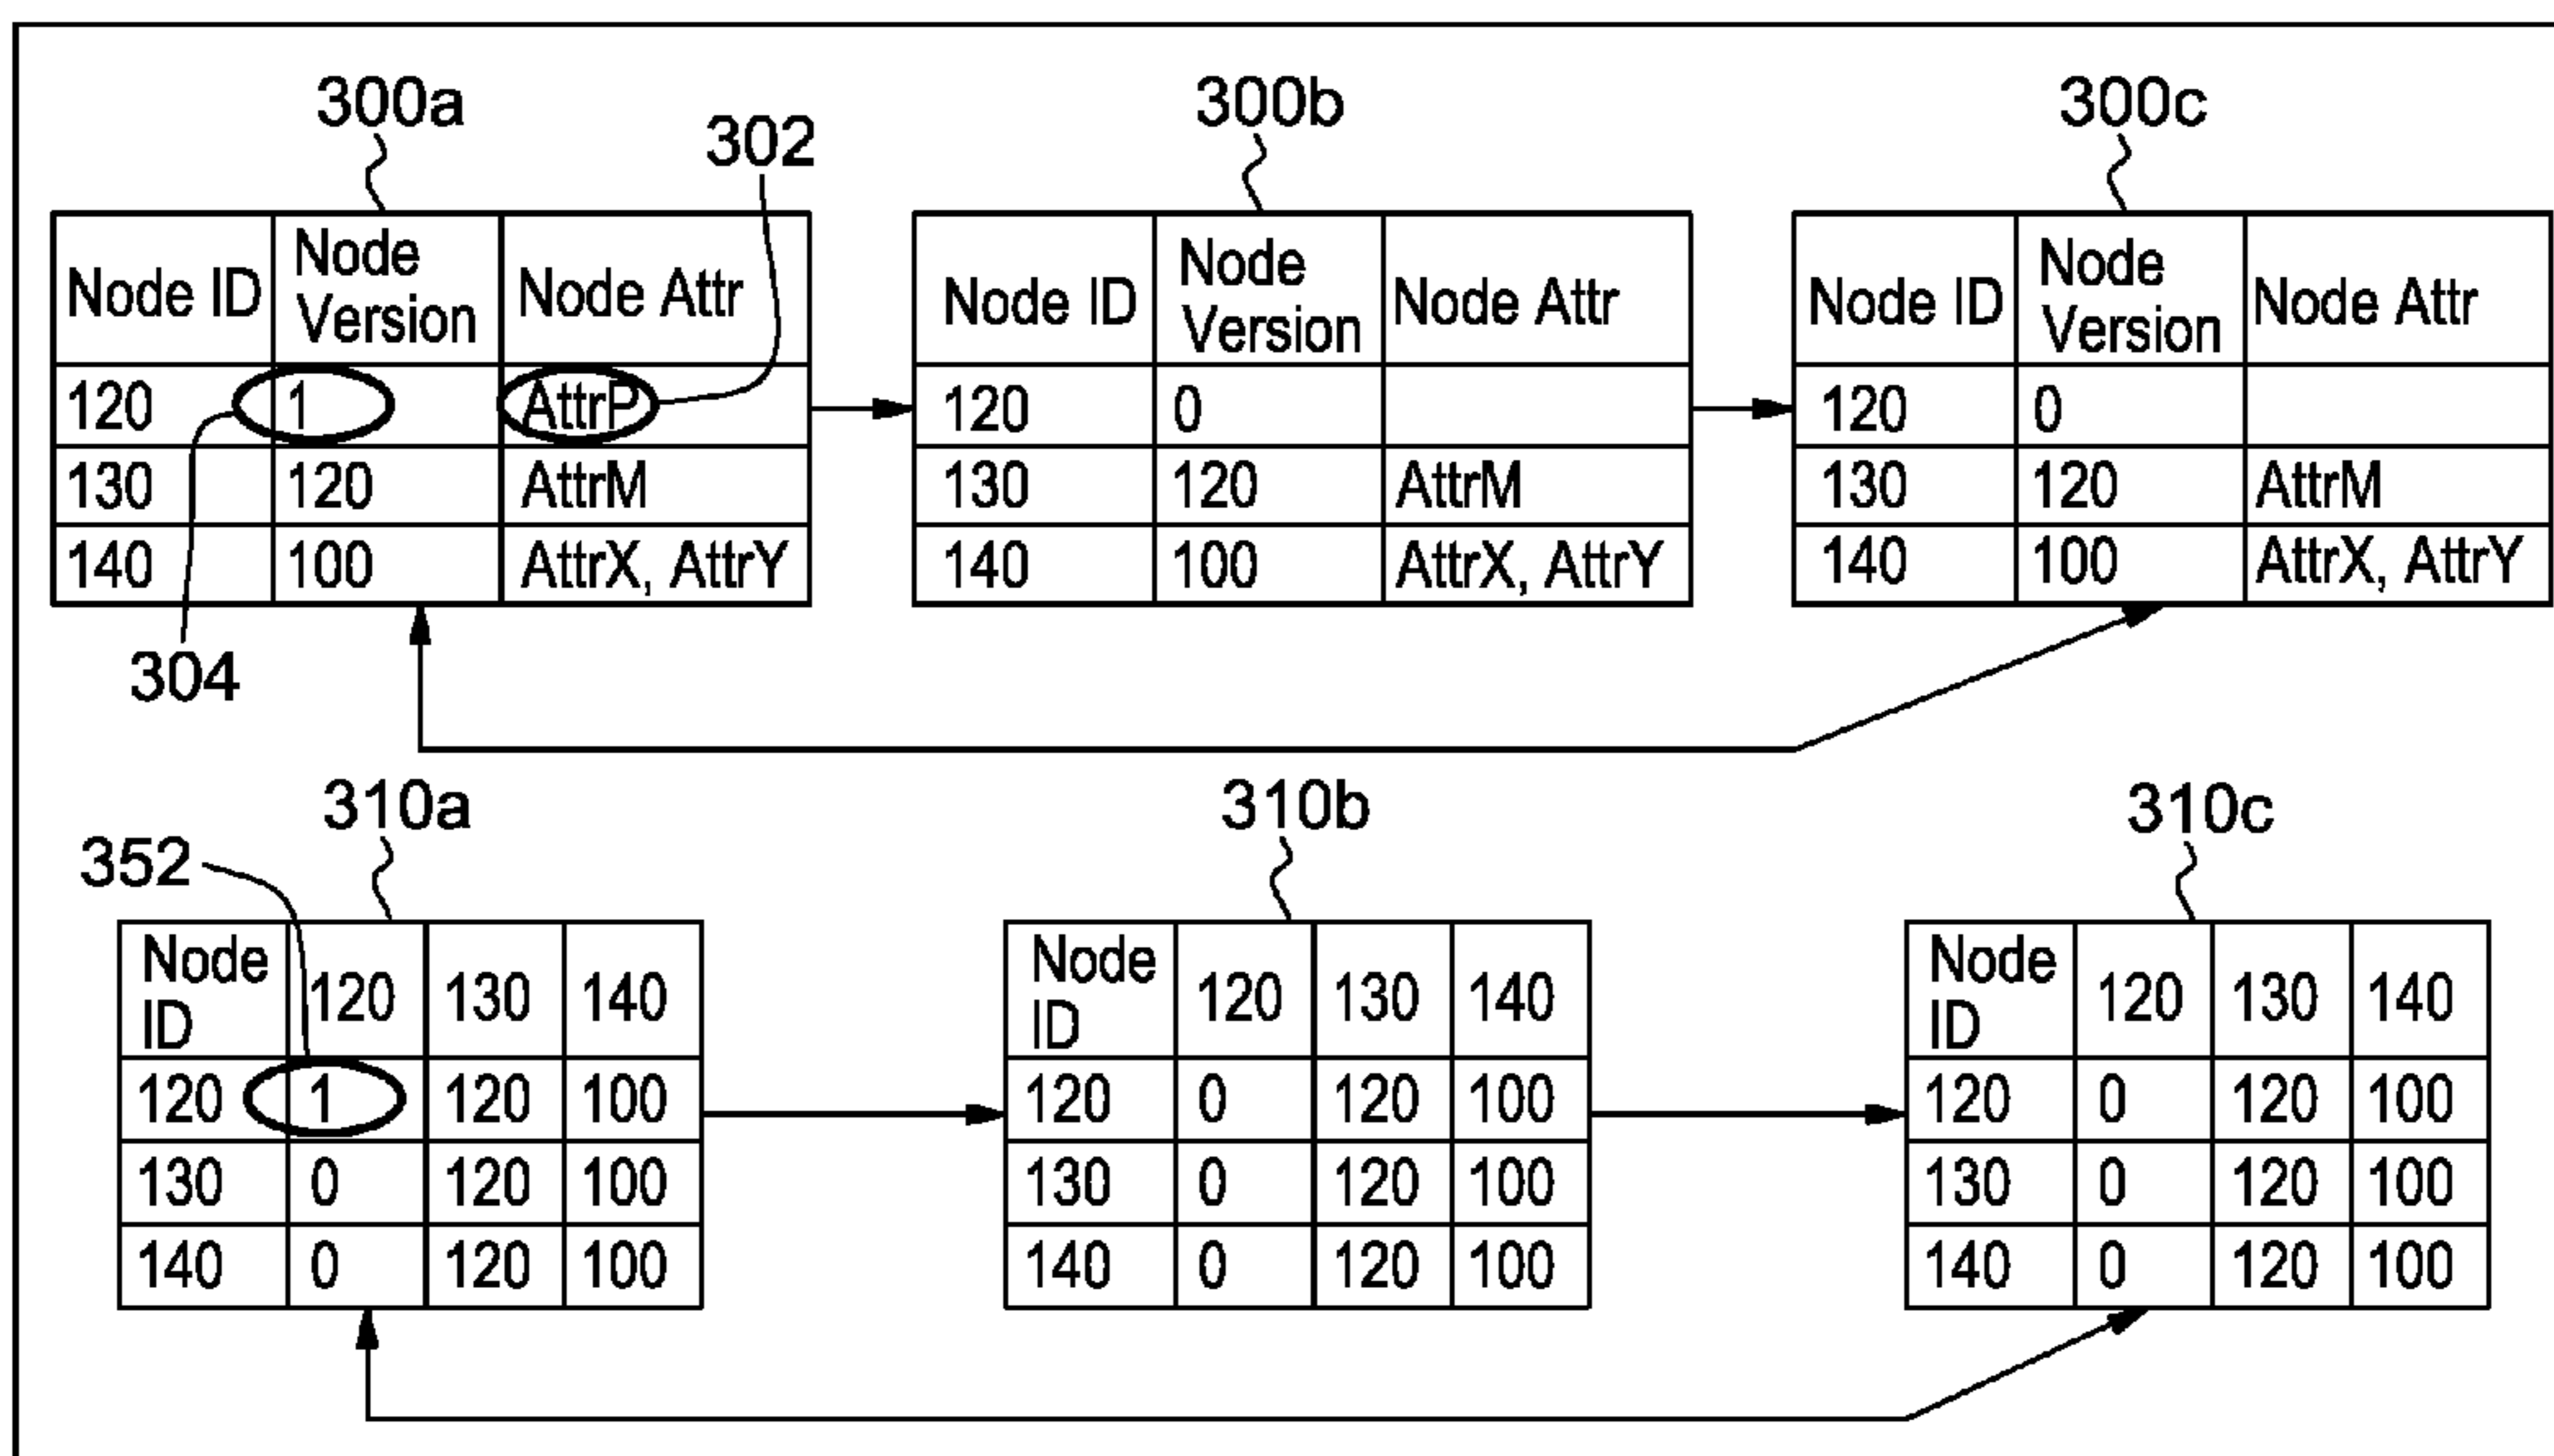 300a 300b 300c
302
Node ID Node Version Node Attr
120 1 AttrP
130 120 AttrM
140 100 AttrX, AttrY
Node ID Node Version Node Attr
120 0
130 120 AttrM
140 100 AttrX, AttrY
Node ID Node Version Node Attr
120 0
130 120 AttrM
140 100 AttrX, AttrY
304
310a 310b 310c
352
Node ID 120 130 140
120 1 120 100
130 0 120 100
140 0 120 100
Node ID 120 130 140
120 0 120 100
130 0 120 100
140 0 120 100
Node ID 120 130 140
120 0 120 100
130 0 120 100
140 0 120 100